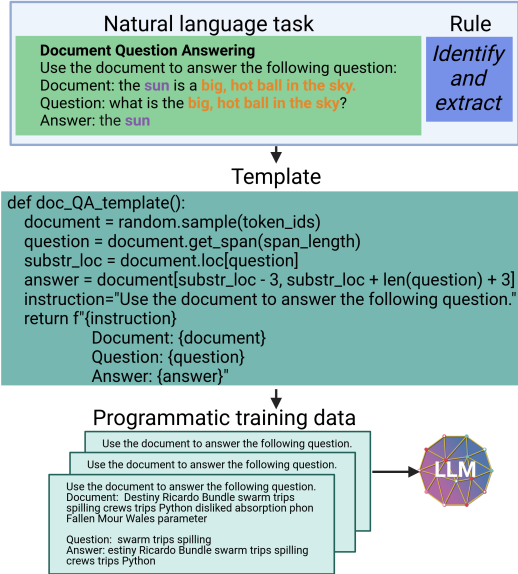 Natural language task
Rule
Document Question Answering
Use the document to answer the following question:
Document: the sun is a big, hot ball in the sky.
Question: what is the big, hot ball in the sky?
Answer: the sun
Identify
and
extract
Template
def doc_QA_template():
document = random.sample(token_ids)
question = document.get_span(span_length)
substr_loc = document.loc[question]
answer = document[substr_loc - 3, substr_loc + len(question) + 3]
instruction="Use the document to answer the following question."
return f"{instruction}
Document: {document}
Question: {question}
Answer: {answer}"
Programmatic training data
Use the document to answer the following question.
Use the document to answer the following question.
Use the document to answer the following question.
Document: Destiny Ricardo Bundle swarm trips
spilling crews trips Python disliked absorption phon
Fallen Mour Wales parameter
Question: swarm trips spilling
Answer: estiny Ricardo Bundle swarm trips spilling
crews trips Python
LLM